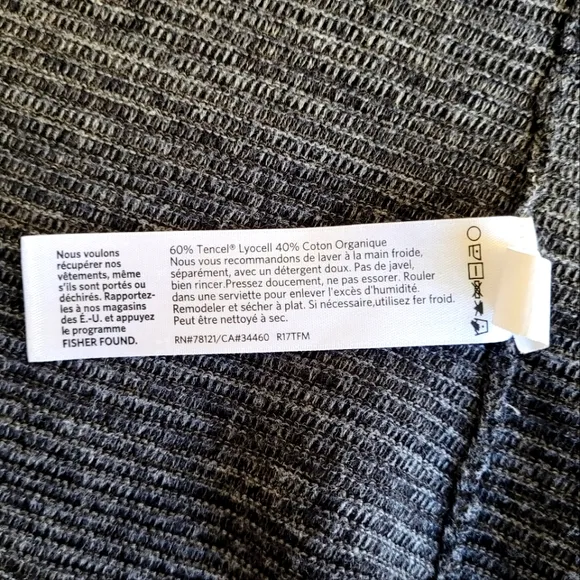 Nous voulons
récupérer nos
vêtements, même
s'ils sont portés ou
déchirés. Rapportez-
les à nos magasins
des É.-U. et appuyez
le programme
FISHER FOUND.
60% Tencel® Lyocell 40% Coton Organique
Nous vous recommandons de laver à la main froide,
séparément, avec un détergent doux. Pas de javel,
bien rincer.Pressez doucement, ne pas essorer. Rouler
dans une serviette pour enlever l'excès d'humidité.
Remodeler et sécher à plat. Si nécessaire,utilisez fer froid.
Peut être nettoyé à sec.
RN#78121/CA#34460 R17TFM